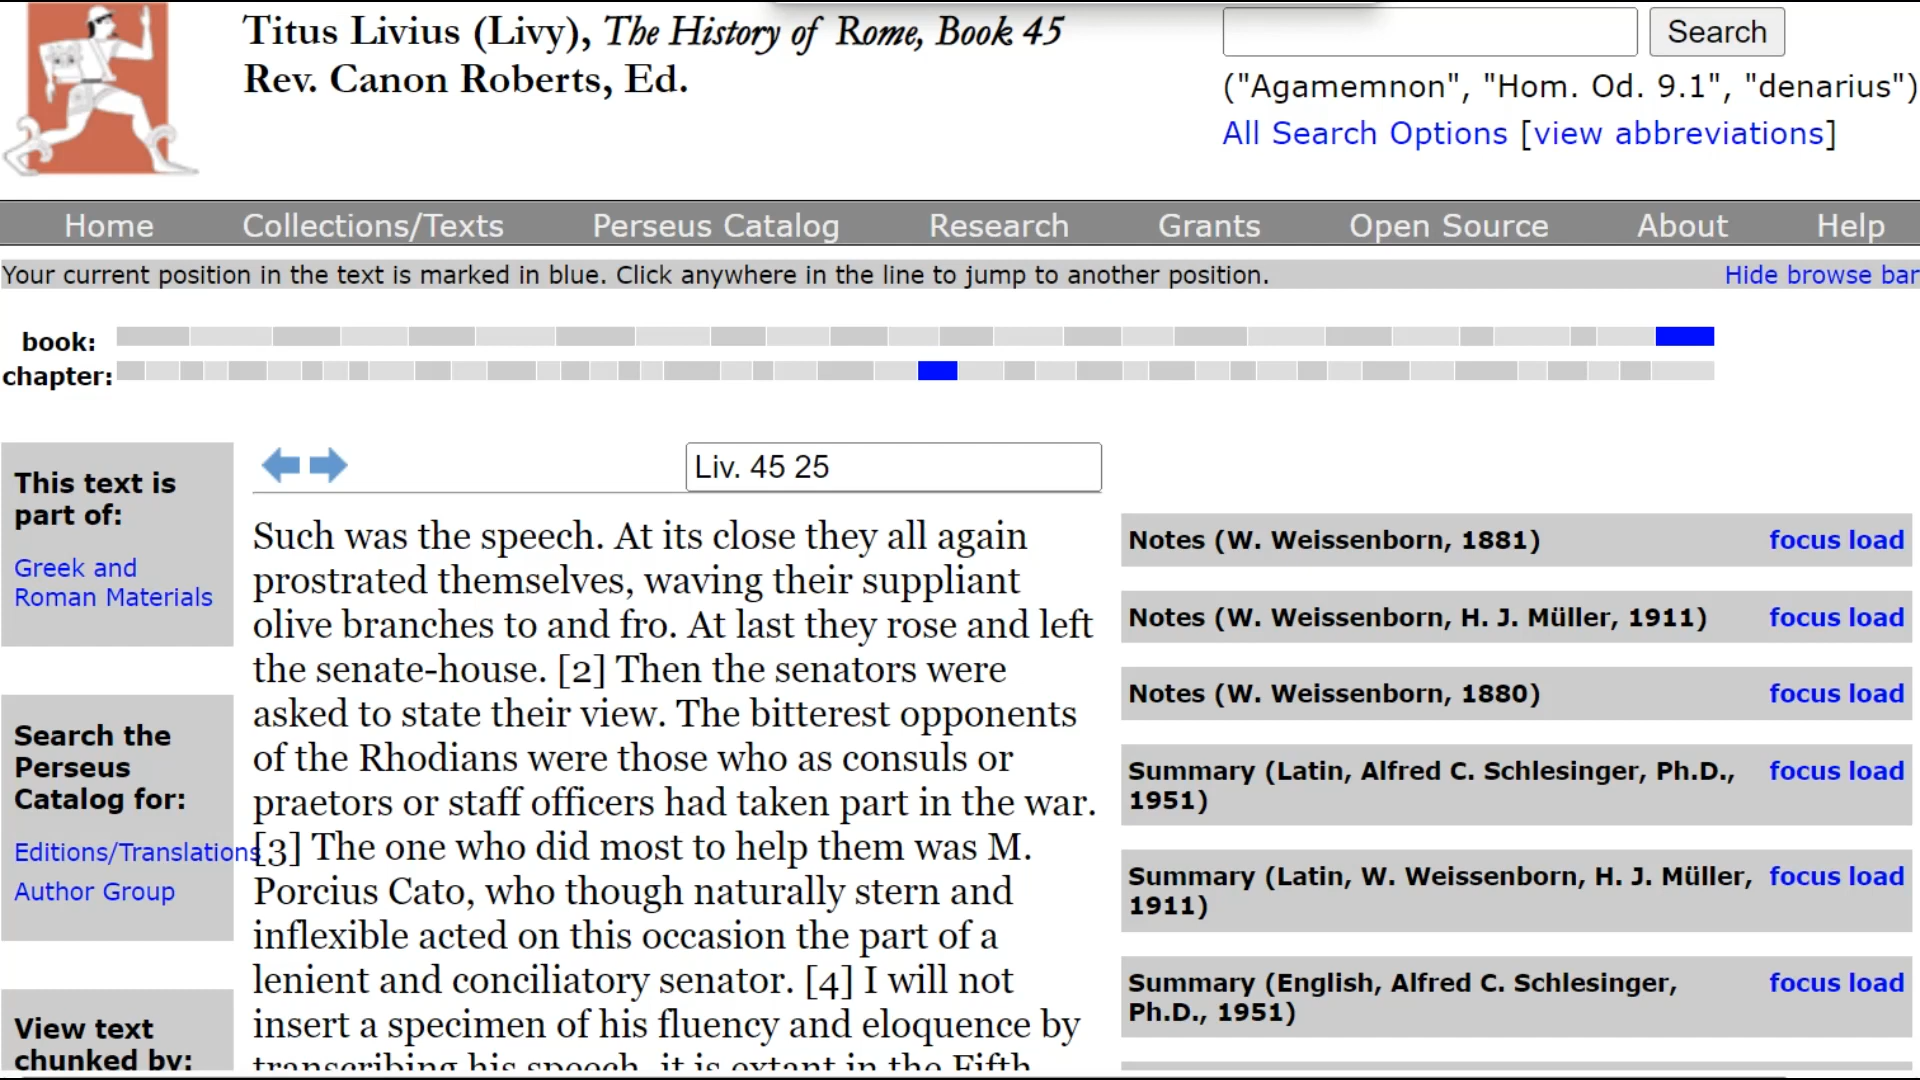 Titus Livius (Livy), The History of Rome, Book 45
Rev. Canon Roberts, Ed.
Search
("Agamemnon", "Hom. Od. 9.1", "denarius")
All Search Options [view abbreviations]
Home Collections/Texts Perseus Catalog Research Grants Open Source About Help
Your current position in the text is marked in blue. Click anywhere in the line to jump to another position.
Hide browse bar
book:
chapter:
This text is
part of:
Greek and
Roman Materials
Search the
Perseus
Catalog for:
Editions/Translations
Author Group
View text
chunked by:
Liv. 45 25
Such was the speech. At its close they all again
prostrated themselves, waving their suppliant
olive branches to and fro. At last they rose and left
the senate-house. [2] Then the senators were
asked to state their view. The bitterest opponents
of the Rhodians were those who as consuls or
praetors or staff officers had taken part in the war.
[3] The one who did most to help them was M.
Porcius Cato, who though naturally stern and
inflexible acted on this occasion the part of a
lenient and conciliatory senator. [4] I will not
insert a specimen of his fluency and eloquence by
transcribing his speech, it is extant in the Fifth
Notes (W. Weissenborn, 1881) focus load
Notes (W. Weissenborn, H. J. Müller, 1911) focus load
Notes (W. Weissenborn, 1880) focus load
Summary (Latin, Alfred C. Schlesinger, Ph.D., focus load
1951)
Summary (Latin, W. Weissenborn, H. J. Müller, focus load
1911)
Summary (English, Alfred C. Schlesinger, focus load
Ph.D., 1951)